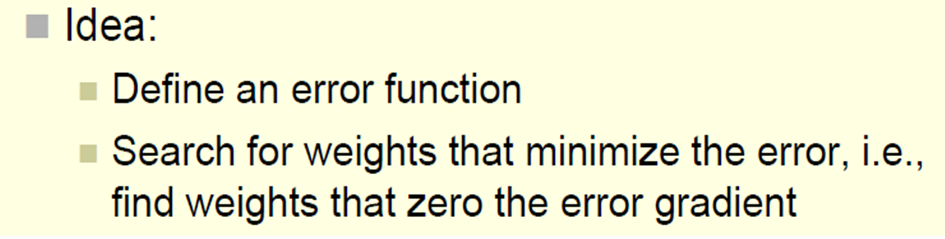 Idea:
Define an error function
Search for weights that minimize the error, i.e.,
find weights that zero the error gradient